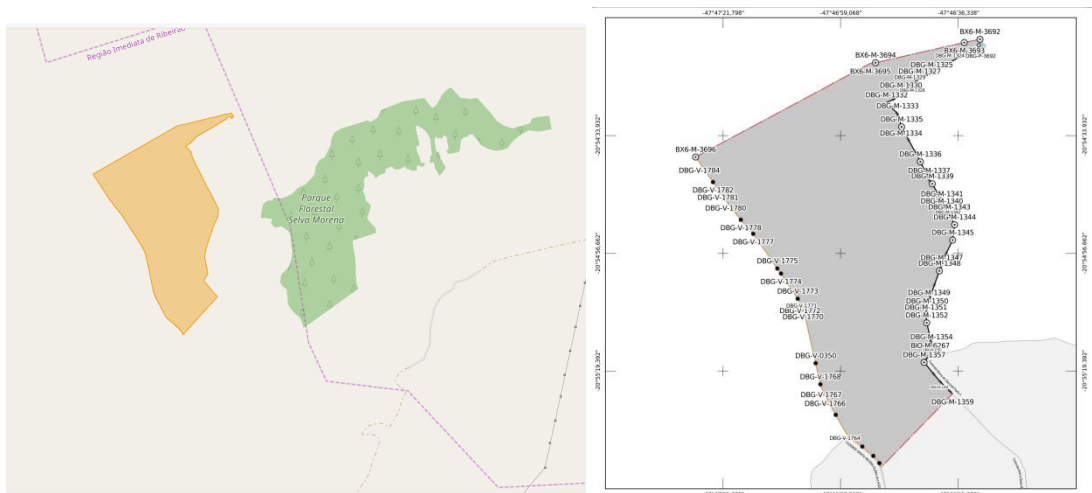 Região Imediata de Ribeirão
Parque
Florestal
Selva Morena
-47°47'21,798"
-47°46'59,068"
-47°46'36,338"
BX6-M-3692
BX6-M-3693
BX6-M-3694
DBG-M-1325
BX6-M-3695
DBG-M-1327
DBG-M-1330
DBG-M-1332
DBG-M-1333
DBG-M-1335
DBG-M-1334
-20°54'33,932"
BX6-M-3696
DBG-M-1336
DBG-V-1784
DBG-M-1337
DBG-M-1339
DBG-V-1782
DBG-V-1781
DBG-M-1341
DBG-M-1340
DBG-M-1343
DBG-V-1780
DBG-M-1344
DBG-V-1778
DBG-M-1345
DBG-V-1777
-20°54'56,662"
DBG-V-1775
DBG-M-1347
DBG-M-1348
DBG-V-1774
DBG-V-1773
DBG-M-1349
DBG-M-1350
DBG-V-1771
DBG-M-1351
DBG-V-1772
DBG-V-1770
DBG-M-1352
DBG-M-1354
BIO-M-6267
DBG-V-0350
DBG-M-1357
-20°55'19,392"
DBG-V-1768
DBG-V-1767
DBG-V-1766
DBG-M-1359
DBG-V-1764